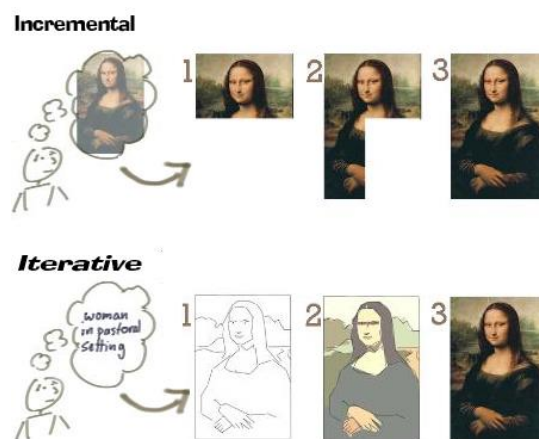 Incremental
1 2 3
Iterative
woman
in pastoral
setting
1 2 3